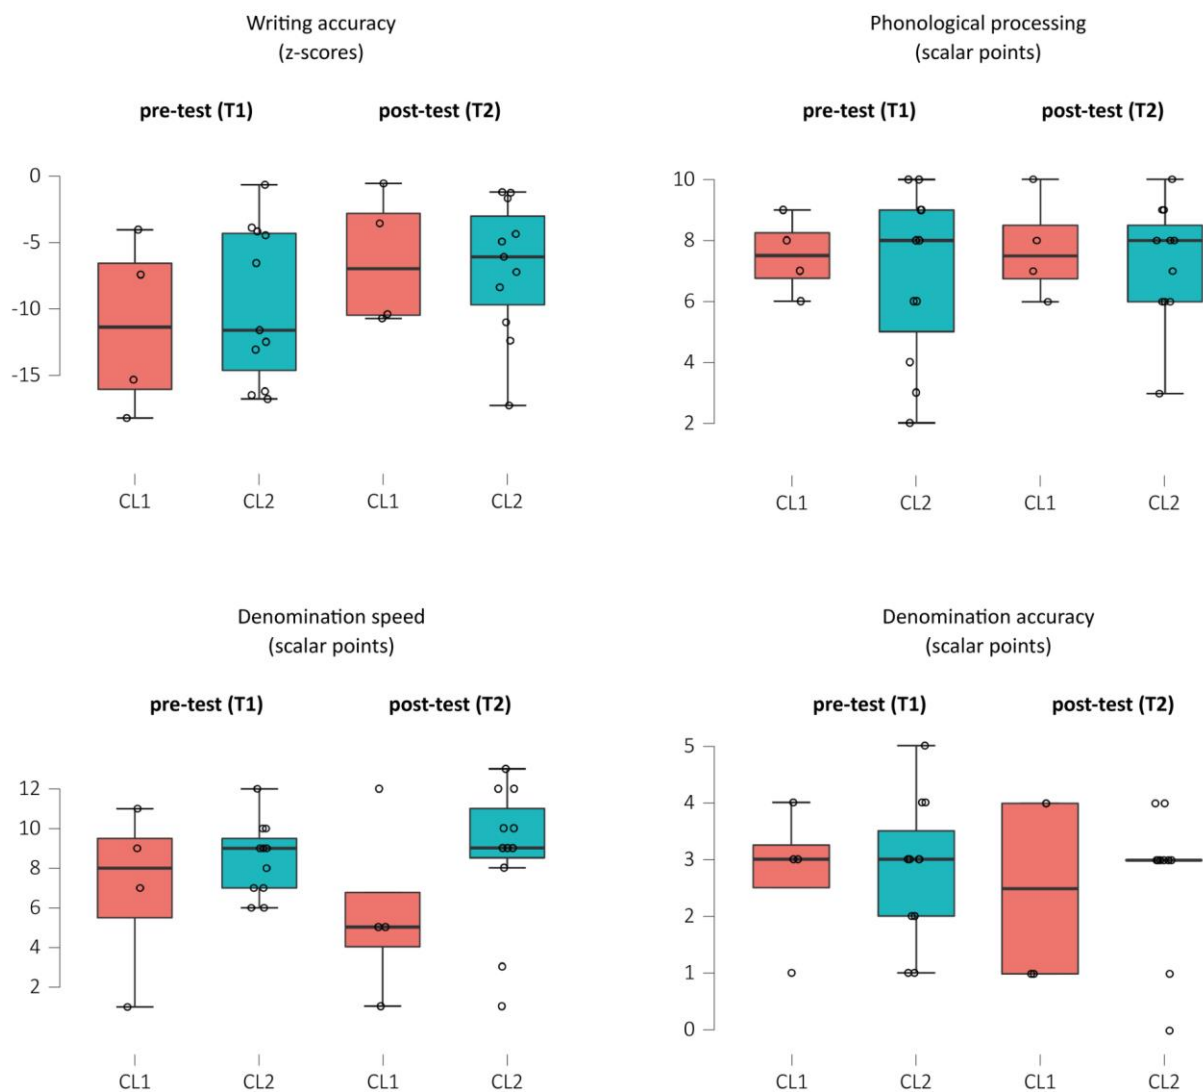 Writing accuracy
(z-scores)
pre-test (T1) post-test (T2)
0
-5
-10
-15
CL1 CL2 CL1 CL2
Phonological processing
(scalar points)
pre-test (T1) post-test (T2)
10
8
6
4
2
CL1 CL2 CL1 CL2
Denomination speed
(scalar points)
pre-test (T1) post-test (T2)
12
10
8
6
4
2
CL1 CL2 CL1 CL2
Denomination accuracy
(scalar points)
pre-test (T1) post-test (T2)
5
4
3
2
1
0
CL1 CL2 CL1 CL2